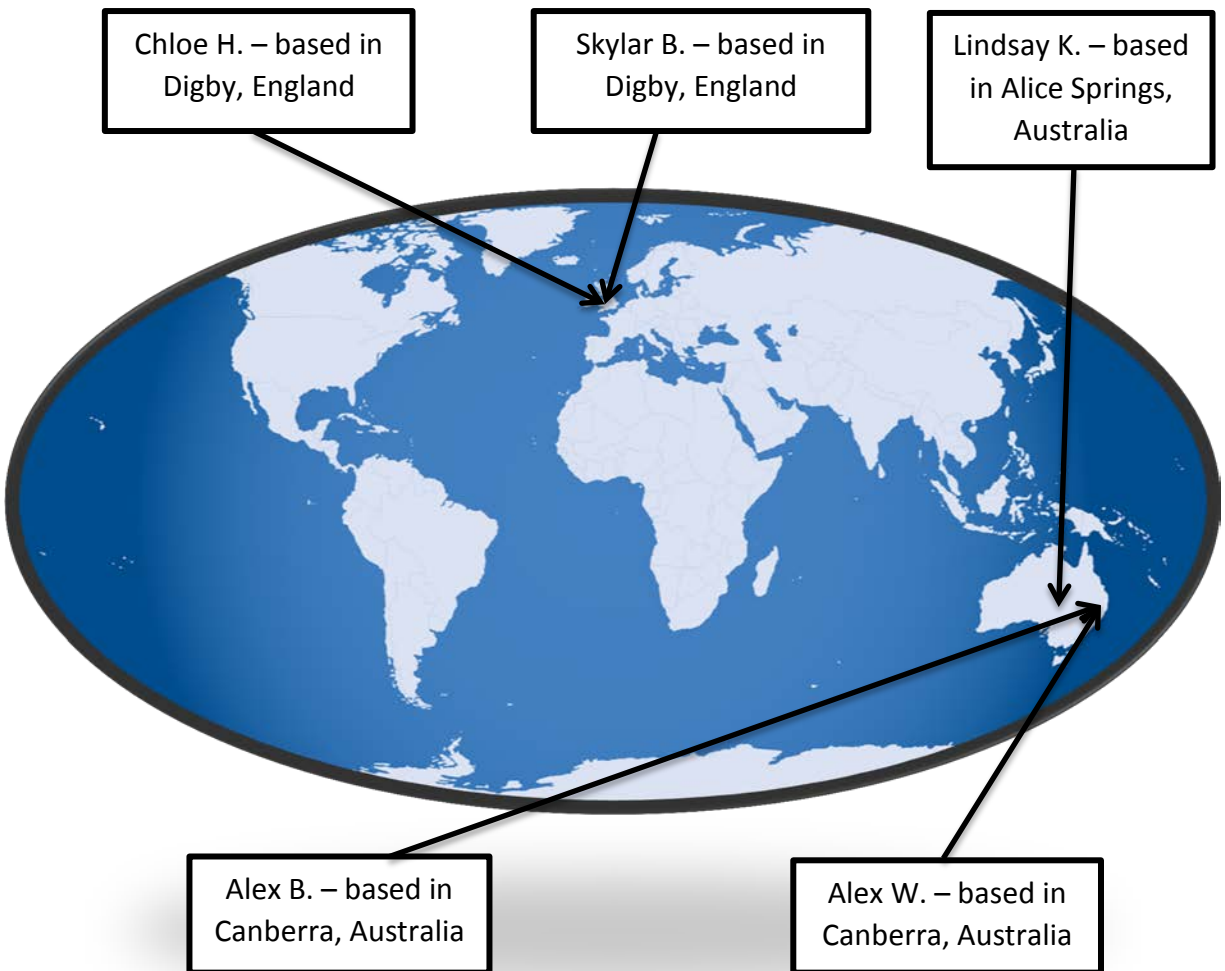 Chloe H. – based in
Digby, England
Skylar B. – based in
Digby, England
Lindsay K. – based
in Alice Springs,
Australia
Alex B. – based in
Canberra, Australia
Alex W. – based in
Canberra, Australia